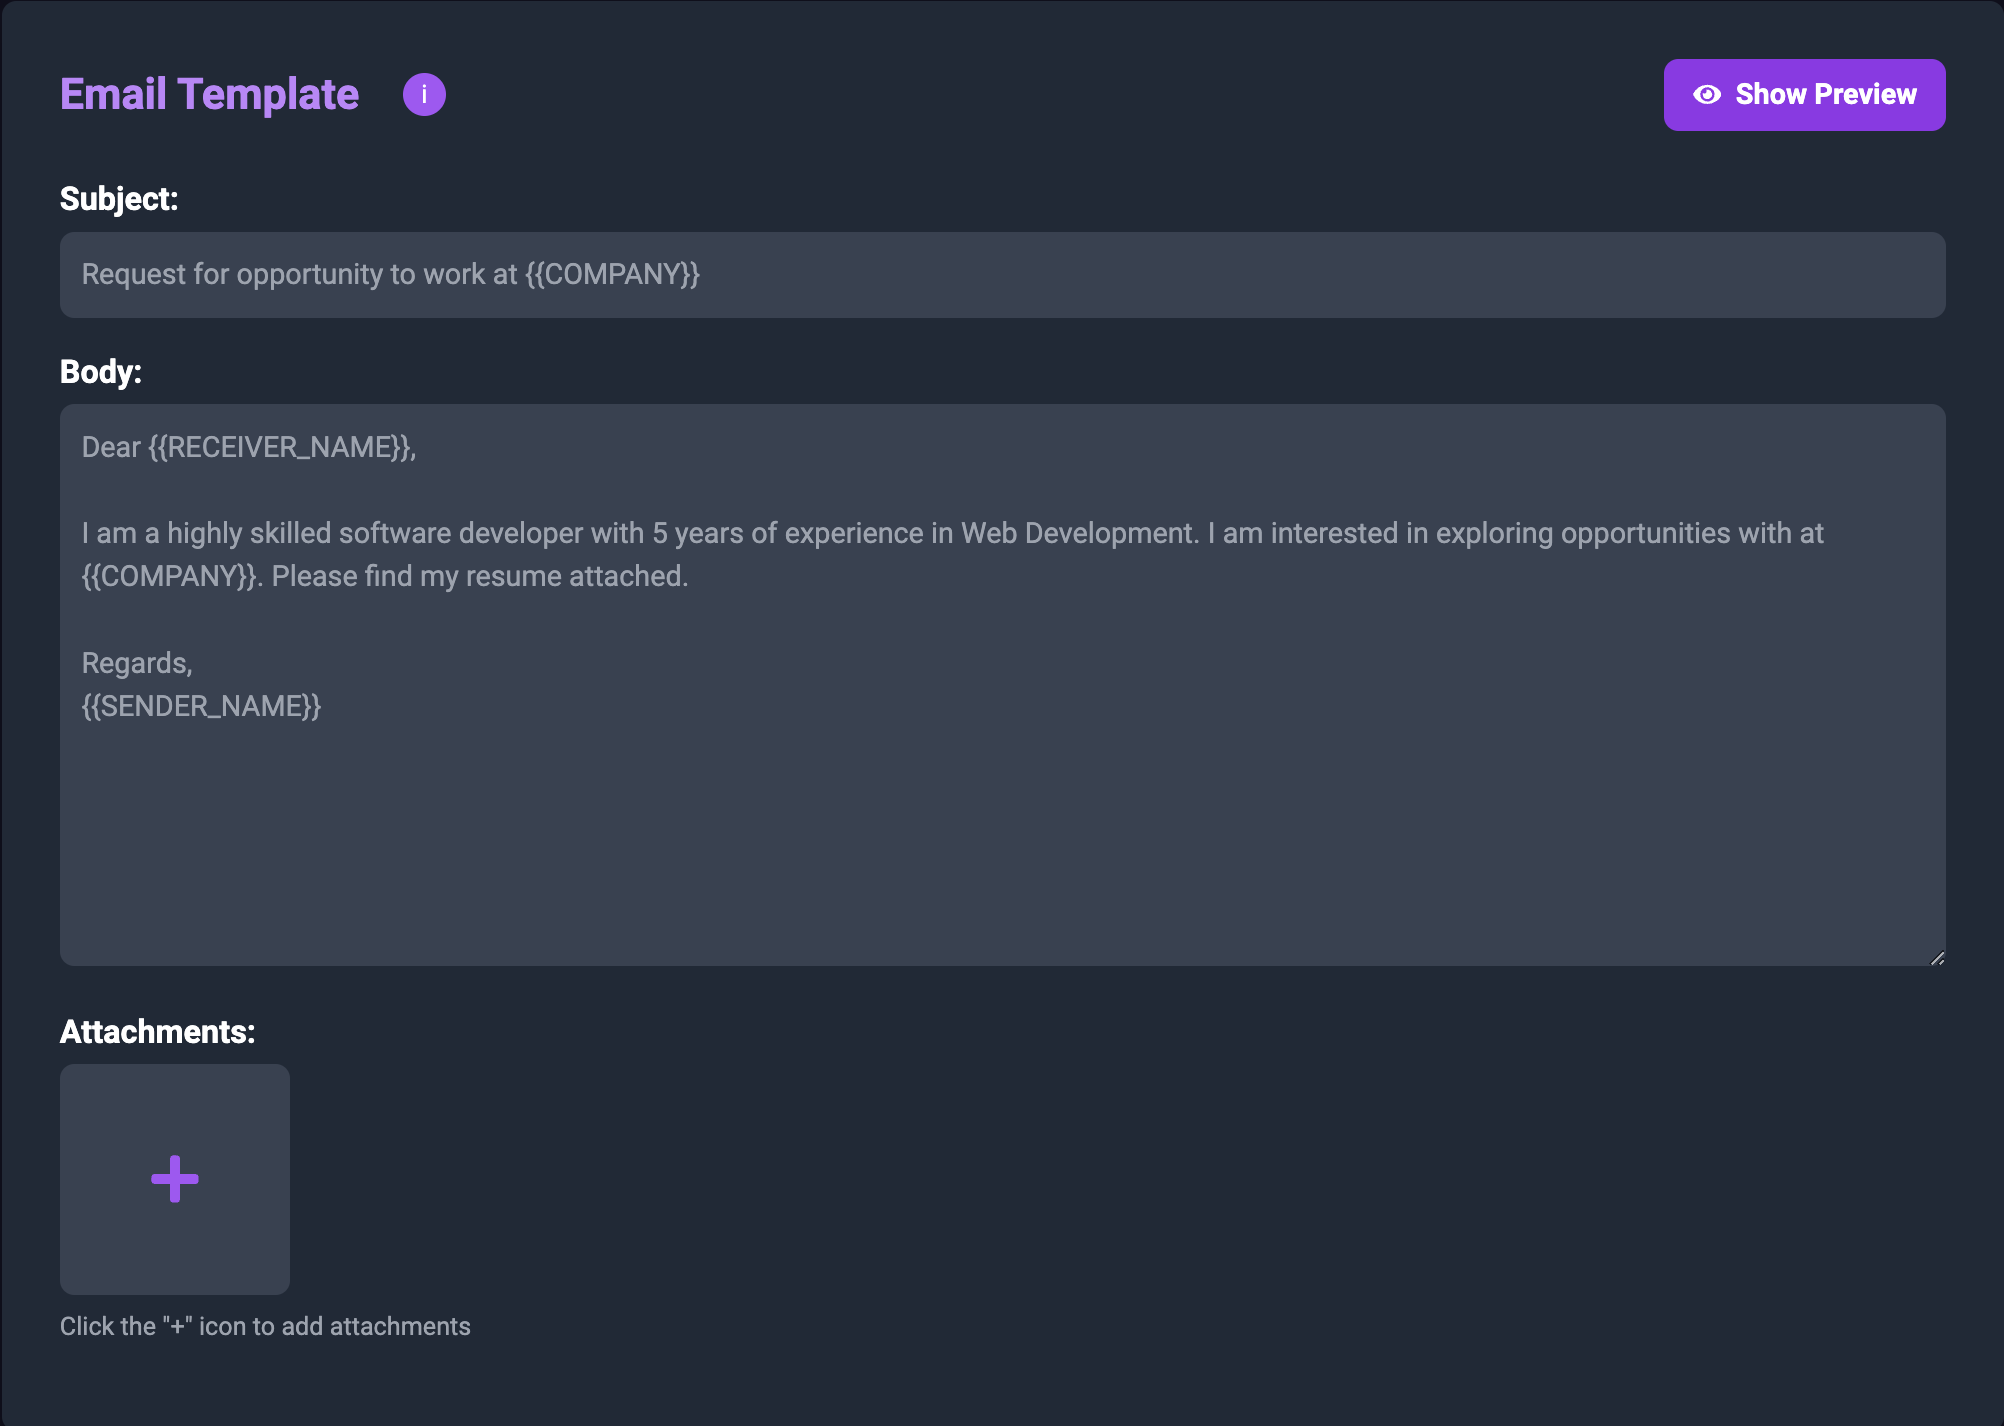 Email Template
i
Show Preview
Subject:
Request for opportunity to work at {{COMPANY}}
Body:
Dear {{RECEIVER_NAME}},
I am a highly skilled software developer with 5 years of experience in Web Development. I am interested in exploring opportunities with at
{{COMPANY}}. Please find my resume attached.
Regards,
{{SENDER_NAME}}
Attachments:
Click the "+" icon to add attachments